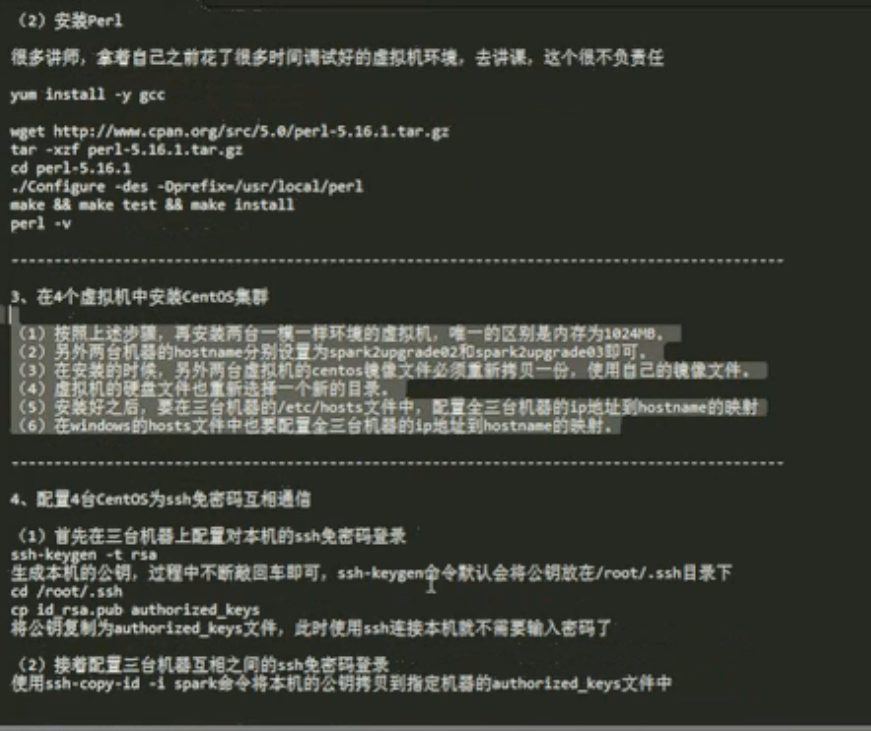 （2）安装Perl
很多讲师，拿着自己之前花了很多时间调试好的虚拟机环境，去讲课，这个很不负责任
yum install -y gcc
wget http://www.cpan.org/src/5.0/perl-5.16.1.tar.gz
tar -xzf perl-5.16.1.tar.gz
cd perl-5.16.1
./Configure -des -Dprefix=/usr/local/perl
make && make test && make install
perl -v
--------------------------------------------------------------------------------
3、在4个虚拟机中安装CentOS集群
（1）按照上述步骤，再安装两台一模一样环境的虚拟机，唯一的区别是内存为1024MB。
（2）另外两台机器的hostname分别设置为spark2upgrade02和spark2upgrade03即可。
（3）在安装的时候，另外两台虚拟机的centos镜像文件必须重新拷贝一份，使用自己的镜像文件。
（4）虚拟机的硬盘文件也重新选择一个新的目录。
（5）安装好之后，要在三台机器的/etc/hosts文件中，配置全三台机器的ip地址到hostname的映射
（6）在windows的hosts文件中也要配置全三台机器的ip地址到hostname的映射。
--------------------------------------------------------------------------------
4、配置4台CentOS为ssh免密码互相通信
（1）首先在三台机器上配置对本机的ssh免密码登录
ssh-keygen -t rsa
生成本机的公钥，过程中不断敲回车即可，ssh-keygen命令默认会将公钥放在/root/.ssh目录下
cd /root/.ssh
cp id_rsa.pub authorized_keys
将公钥复制为authorized_keys文件，此时使用ssh连接本机就不需要输入密码了
（2）接着配置三台机器互相之间的ssh免密码登录
使用ssh-copy-id -i spark命令将本机的公钥拷贝到指定机器的authorized_keys文件中